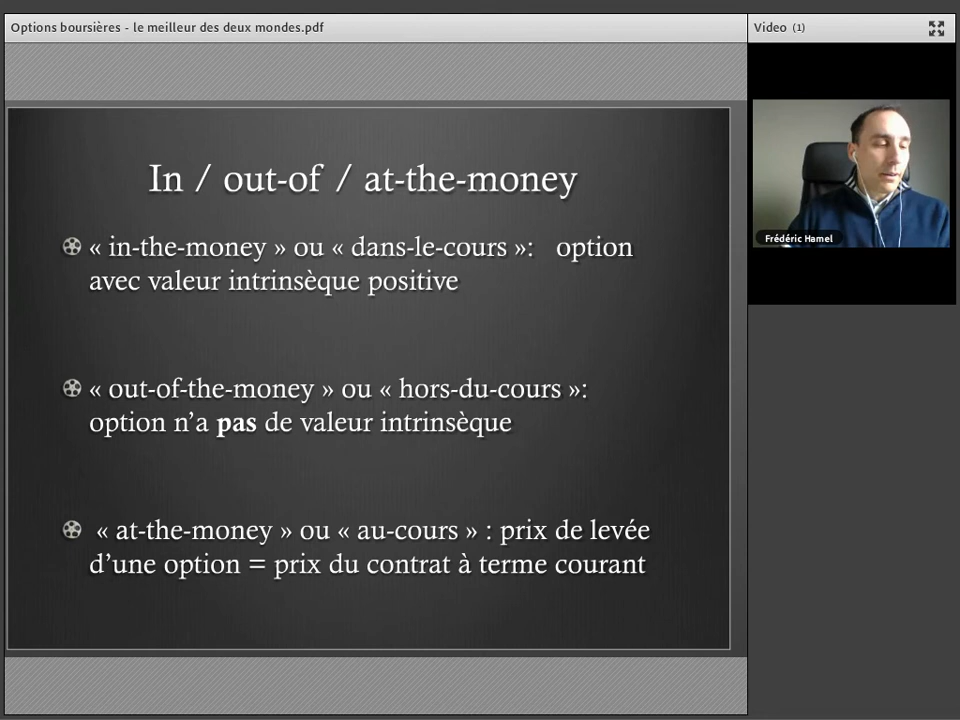 Options boursières - le meilleur des deux mondes.pdf
Video (1)
In / out-of / at-the-money
« in-the-money » ou « dans-le-cours »: option
avec valeur intrinsèque positive
« out-of-the-money » ou « hors-du-cours »:
option n’a pas de valeur intrinsèque
« at-the-money » ou « au-cours » : prix de levée
d’une option = prix du contrat à terme courant
Frédéric Hamel